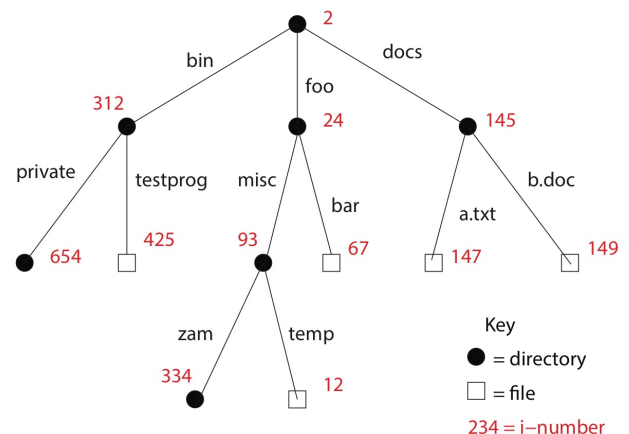 2
bin
docs
foo
312
24
145
private
testprog
misc
bar
a.txt
b.doc
654
425
93
67
147
149
zam
temp
334
12
Key
= directory
= file
234 = i−number